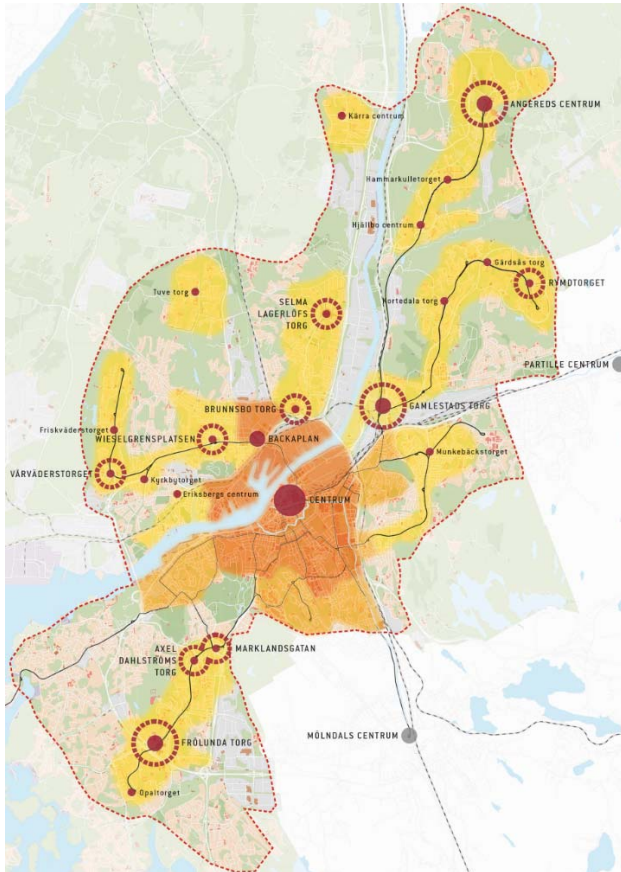 ANGEREDS CENTRUM
Kärra centrum
Hammarkulletorget
Hjällbo centrum
Gårdsås torg
RYMDTORGET
Tuve torg
SELMA
LAGERLÖFS
TORG
Kortedala torg
PARTILLE CENTRUM
BRUNNSBO TORG
GAMLESTADS TORG
Friskväderstorget
WIESELGRENSPLATSEN
BACKAPLAN
Munkebäckstorget
VÅRVÄDERSTORGET
Kyrkbytorget
Eriksbergs centrum
CENTRUM
AXEL
DAHLSTRÖMS
TORG
MARKLANDSGATAN
MÖLNDALS CENTRUM
FRÖLUNDA TORG
Opaltorget